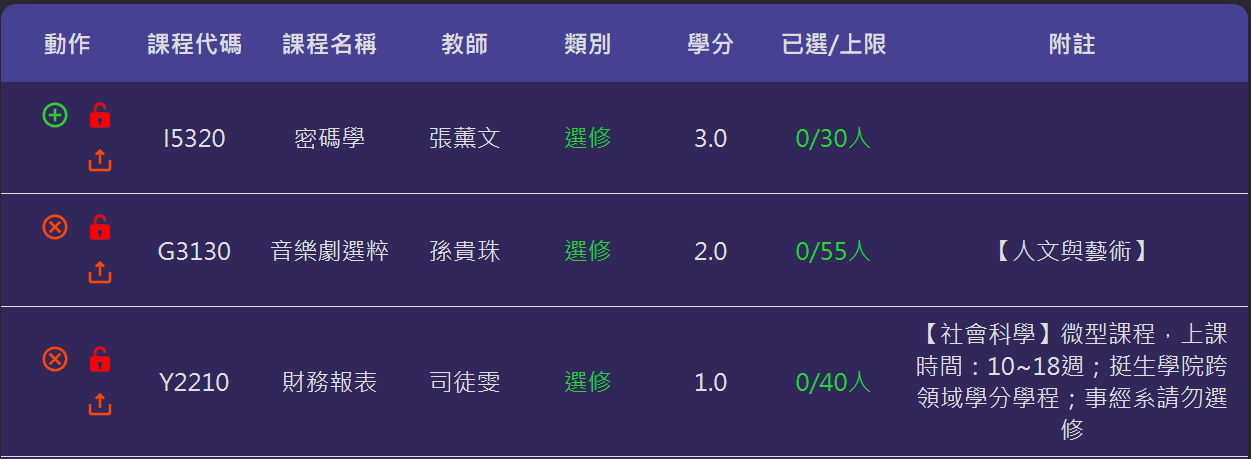 動作 課程代碼 課程名稱 教師 類別 學分 已選/上限 附註
I5320 密碼學 張薰文 選修 3.0 0/30人
G3130 音樂劇選粹 孫貴珠 選修 2.0 0/55人 【人文與藝術】
Y2210 財務報表 司徒雯 選修 1.0 0/40人 【社會科學】微型課程，上課
時間：10~18週；挺生學院跨
領域學分學程；事經系請勿選
修